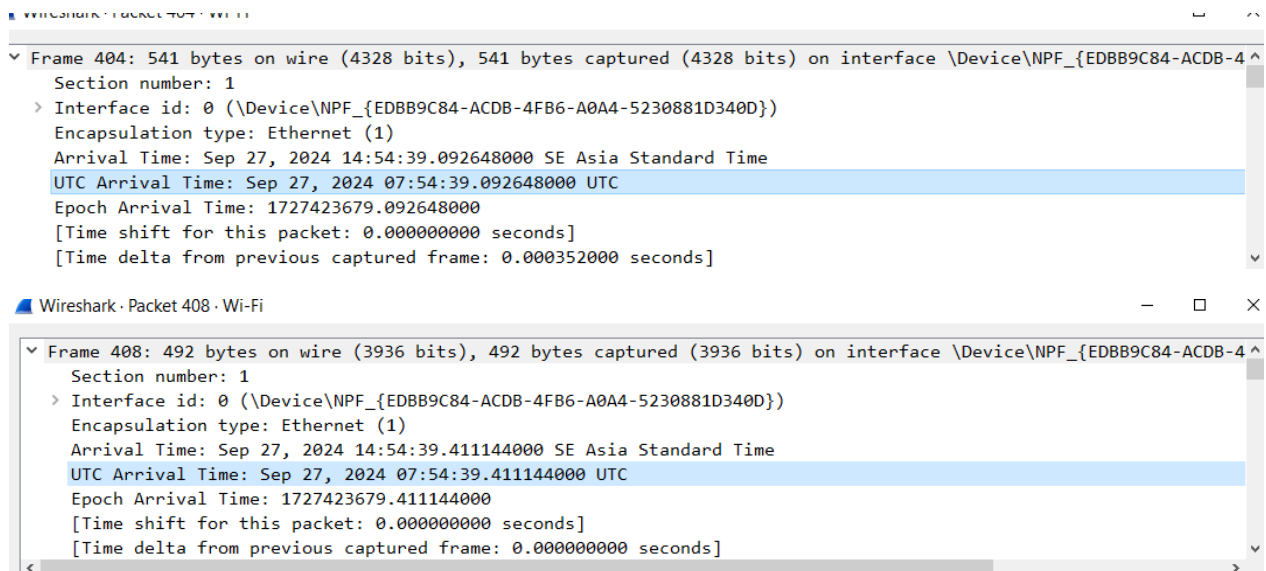 Wireshark · Packet 404 · Wi-Fi
Frame 404: 541 bytes on wire (4328 bits), 541 bytes captured (4328 bits) on interface \Device\NPF_{EDBB9C84-ACDB-4
Section number: 1
Interface id: 0 (\Device\NPF_{EDBB9C84-ACDB-4FB6-A0A4-5230881D340D})
Encapsulation type: Ethernet (1)
Arrival Time: Sep 27, 2024 14:54:39.092648000 SE Asia Standard Time
UTC Arrival Time: Sep 27, 2024 07:54:39.092648000 UTC
Epoch Arrival Time: 1727423679.092648000
[Time shift for this packet: 0.000000000 seconds]
[Time delta from previous captured frame: 0.000352000 seconds]
Wireshark · Packet 408 · Wi-Fi
Frame 408: 492 bytes on wire (3936 bits), 492 bytes captured (3936 bits) on interface \Device\NPF_{EDBB9C84-ACDB-4
Section number: 1
Interface id: 0 (\Device\NPF_{EDBB9C84-ACDB-4FB6-A0A4-5230881D340D})
Encapsulation type: Ethernet (1)
Arrival Time: Sep 27, 2024 14:54:39.411144000 SE Asia Standard Time
UTC Arrival Time: Sep 27, 2024 07:54:39.411144000 UTC
Epoch Arrival Time: 1727423679.411144000
[Time shift for this packet: 0.000000000 seconds]
[Time delta from previous captured frame: 0.000000000 seconds]